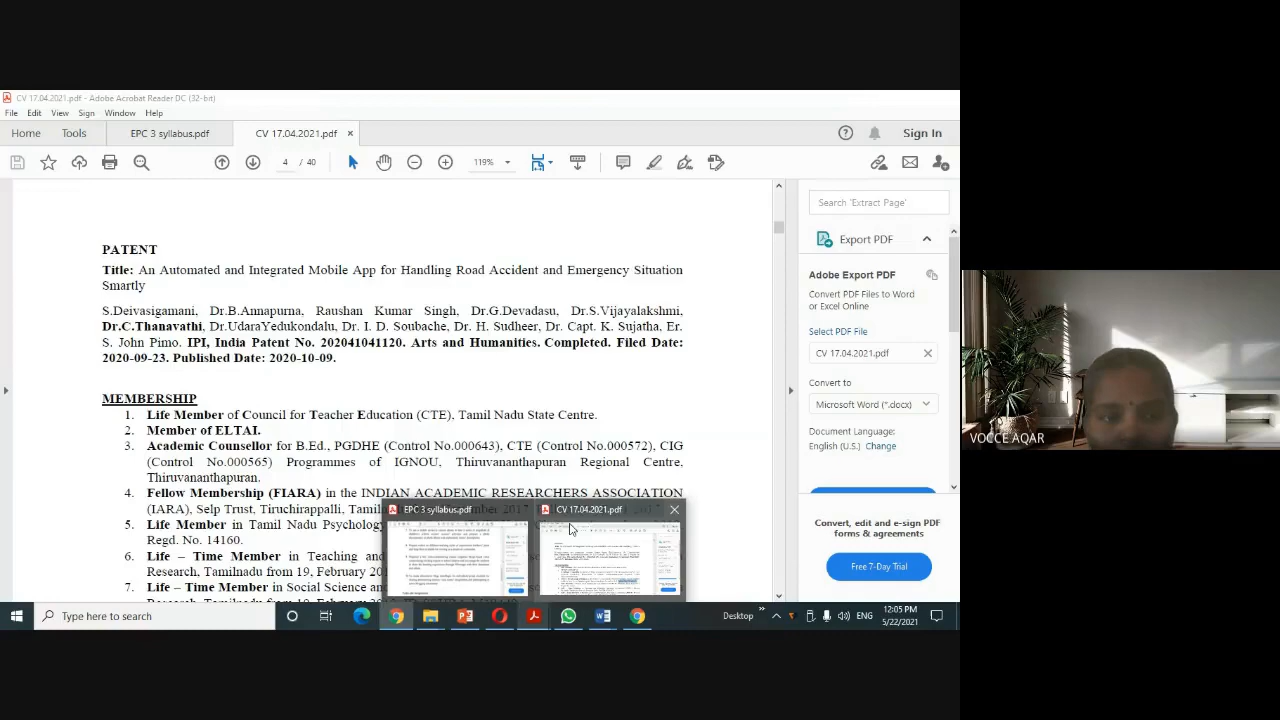 CV 17.04.2021.pdf - Adobe Acrobat Reader DC (32-bit)
File Edit View Sign Window Help
Home Tools EPC 3 syllabus.pdf CV 17.04.2021.pdf × Sign In
4 / 40 119%
PATENT
Title: An Automated and Integrated Mobile App for Handling Road Accident and Emergency Situation
Smartly
S.Deivasigamani, Dr.B.Annapurna, Raushan Kumar Singh, Dr.G.Devadasu, Dr.S.Vijayalakshmi,
Dr.C.Thanavathi, Dr.UdaraYedukondalu, Dr. I. D. Soubache, Dr. H. Sudheer, Dr. Capt. K. Sujatha, Er.
S. John Pimo. IPI, India Patent No. 202041041120. Arts and Humanities. Completed. Filed Date:
2020-09-23. Published Date: 2020-10-09.
MEMBERSHIP
1. Life Member of Council for Teacher Education (CTE), Tamil Nadu State Centre.
2. Member of ELTAI.
3. Academic Counsellor for B.Ed., PGDHE (Control No.000643), CTE (Control No.000572), CIG
(Control No.000565) Programmes of IGNOU, Thiruvananthapuran Regional Centre,
Thiruvananthapuran.
4. Fellow Membership (FIARA) in the INDIAN ACADEMIC RESEARCHERS ASSOCIATION
(IARA), Selp Trust, Tiruchirappalli,
5. Life Member in Tamil Nadu Psychology
Regd. No. 14160.
6. Life – Time Member in Teaching and
Research, Tamilnadu from 19, February
7. Life – Time Member in Social Science and
Search 'Extract Page'
Export PDF
Adobe Export PDF
Convert PDF Files to Word
or Excel Online
Select PDF File
CV 17.04.2021.pdf ×
Convert to
Microsoft Word (*.docx)
Document Language:
English (U.S.) Change
Convert, edit and e-sign PDF
forms & agreements
Free 7-Day Trial
EPC 3 syllabus.pdf
CV 17.04.2021.pdf
Type here to search
Desktop ENG 12:05 PM
5/22/2021
VOCCE AQAR